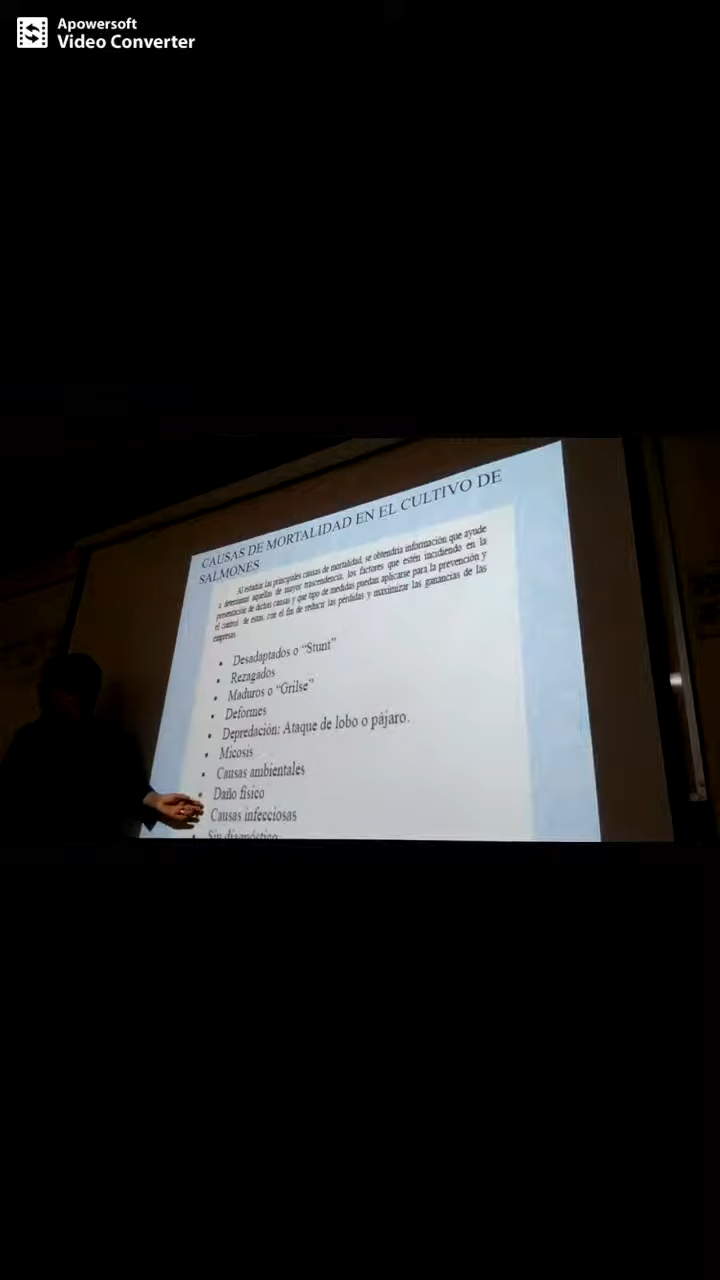 Apowersoft
Video Converter
CAUSAS DE MORTALIDAD EN EL CULTIVO DE
SALMONES
Al estudiar las principales causas de mortalidad, se obtendria información que ayude
a determinar aquellas de mayor trascendencia, los factores que estén incidiendo en la
presentación de dichas causas y que tipo de medidas puedan aplicarse para la prevención y
el control de estas, con el fin de reducir las pérdidas y maximizar las ganancias de las
empresas.
• Desadaptados o “Stunt”
• Rezagados
• Maduros o “Grilse”
• Deformes
• Depredación: Ataque de lobo o pájaro.
• Micosis
• Causas ambientales
• Daño físico
Causas infecciosas
• Sin diagnóstico